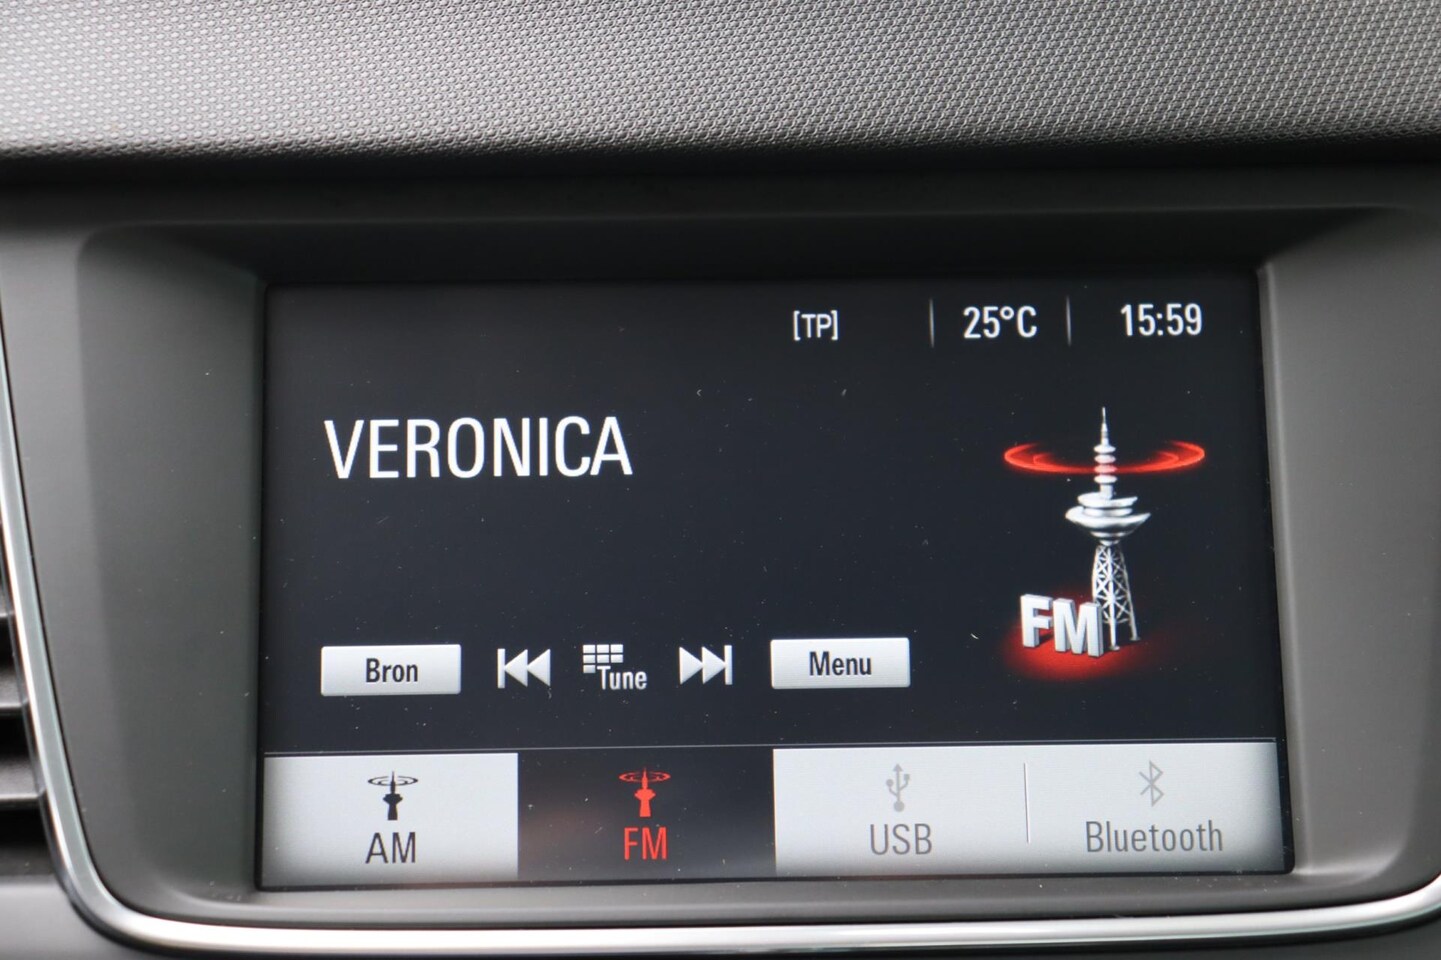 [TP] 25°C 15:59
VERONICA
FM
Bron Tune Menu
AM FM USB Bluetooth